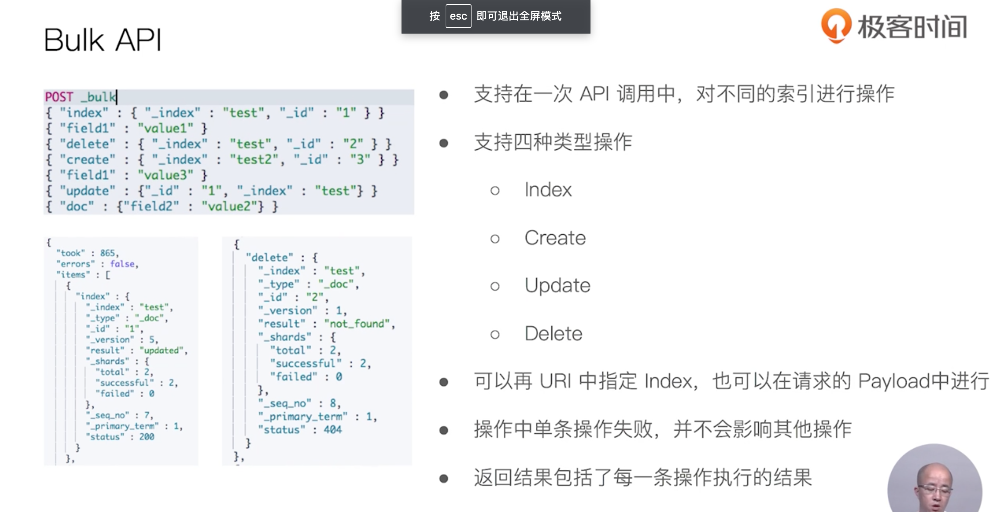 按 esc 即可退出全屏模式
极客时间
Bulk API
POST _bulk
{ "index" : { "_index" : "test", "_id" : "1" } }
{ "field1" : "value1" }
{ "delete" : { "_index" : "test", "_id" : "2" } }
{ "create" : { "_index" : "test2", "_id" : "3" } }
{ "field1" : "value3" }
{ "update" : {"_id" : "1", "_index" : "test"} }
{ "doc" : {"field2" : "value2"} }
{
"took" : 865,
"errors" : false,
"items" : [
{
"index" : {
"_index" : "test",
"_type" : "_doc",
"_id" : "1",
"_version" : 5,
"result" : "updated",
"_shards" : {
"total" : 2,
"successful" : 2,
"failed" : 0
},
"_seq_no" : 7,
"_primary_term" : 1,
"status" : 200
}
},
{
"delete" : {
"_index" : "test",
"_type" : "_doc",
"_id" : "2",
"_version" : 1,
"result" : "not_found",
"_shards" : {
"total" : 2,
"successful" : 2,
"failed" : 0
},
"_seq_no" : 8,
"_primary_term" : 1,
"status" : 404
}
},
● 支持在一次 API 调用中，对不同的索引进行操作
● 支持四种类型操作
○ Index
○ Create
○ Update
○ Delete
● 可以再 URI 中指定 Index，也可以在请求的 Payload中进行
● 操作中单条操作失败，并不会影响其他操作
● 返回结果包括了每一条操作执行的结果